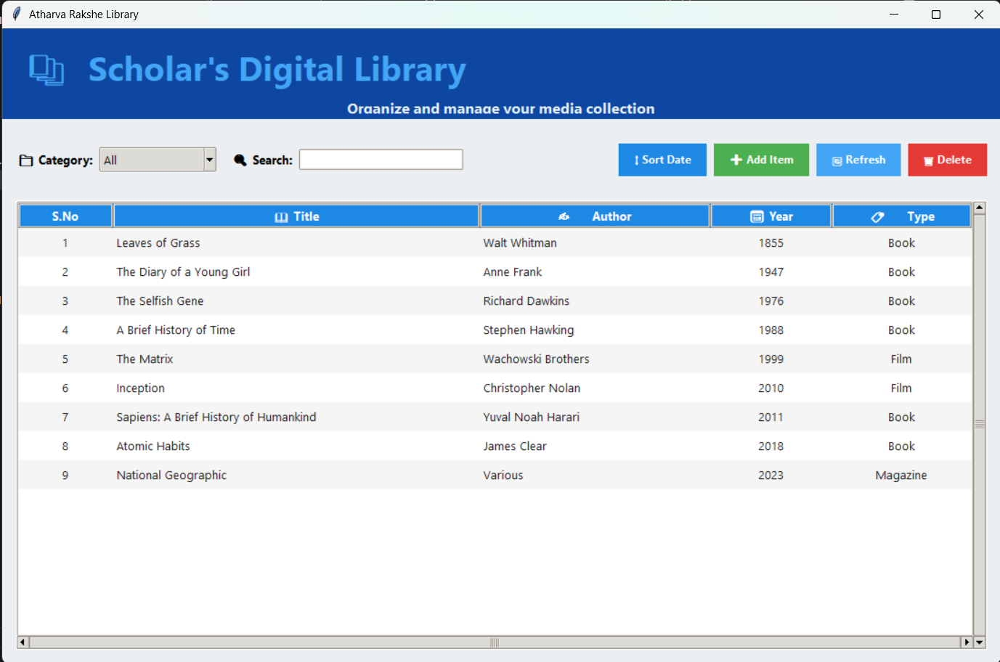 Atharva Rakshe Library
Scholar's Digital Library
Organize and manage your media collection
Category: All Search: Sort Date Add Item Refresh Delete
S.No Title Author Year Type
1 Leaves of Grass Walt Whitman 1855 Book
2 The Diary of a Young Girl Anne Frank 1947 Book
3 The Selfish Gene Richard Dawkins 1976 Book
4 A Brief History of Time Stephen Hawking 1988 Book
5 The Matrix Wachowski Brothers 1999 Film
6 Inception Christopher Nolan 2010 Film
7 Sapiens: A Brief History of Humankind Yuval Noah Harari 2011 Book
8 Atomic Habits James Clear 2018 Book
9 National Geographic Various 2023 Magazine